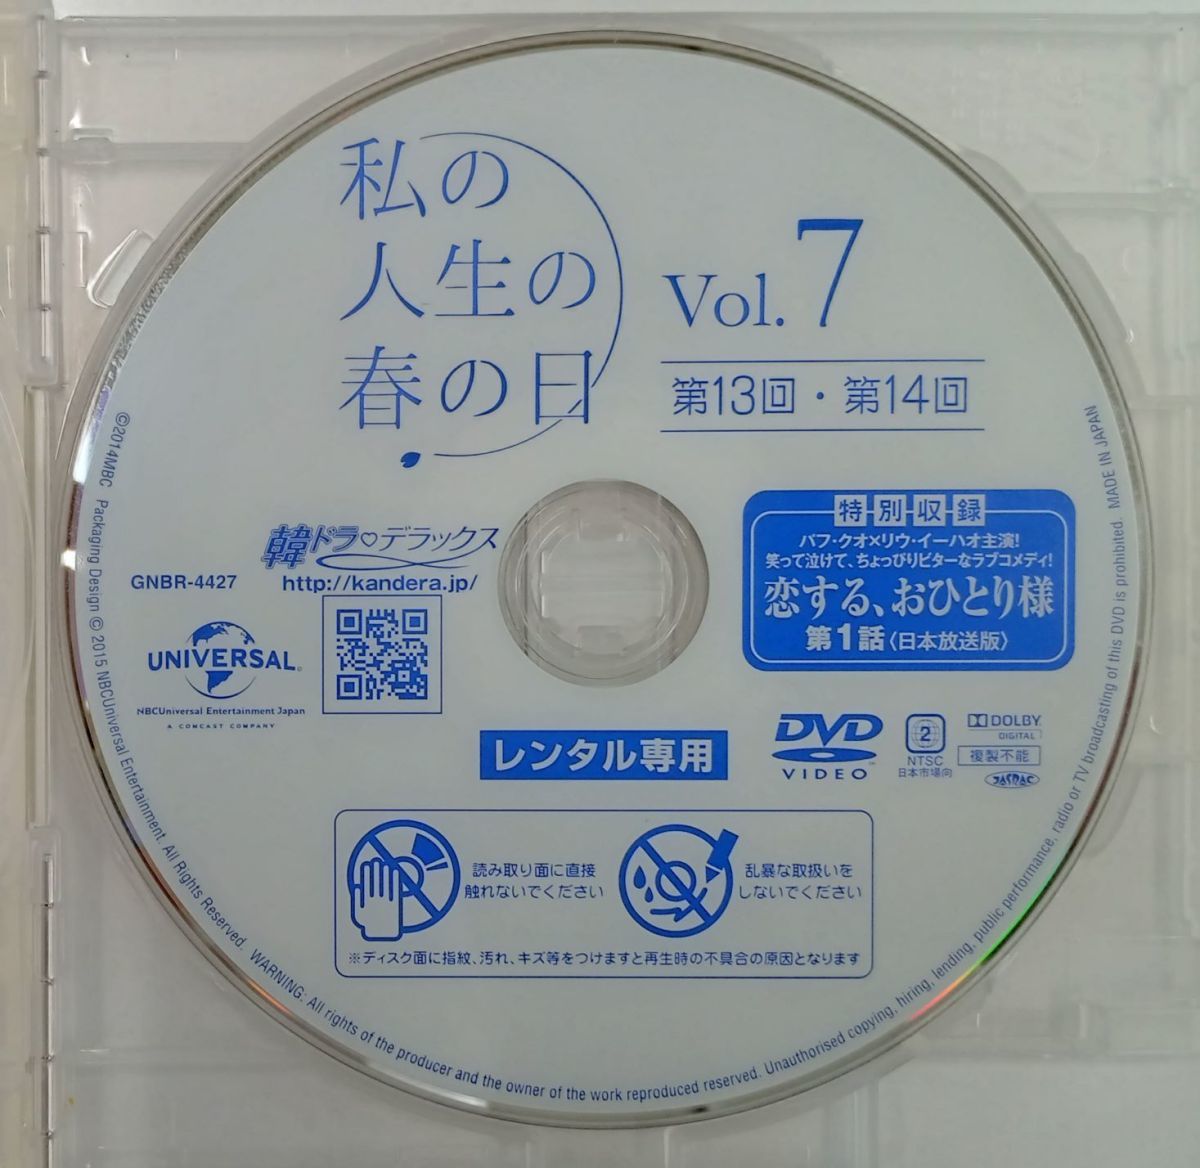 私の
人生の
春の日
Vol. 7
第13回・第14回
韓ドラ♡デラックス
http://kandera.jp/
GNBR-4427
UNIVERSAL
NBCUniversal Entertainment Japan
A COMCAST COMPANY
特別収録
バフ・クオ×リウ・イーハオ主演!
笑って泣けて、ちょっぴりビターなラブコメディ!
恋する、おひとり様
第1話〈日本放送版〉
レンタル専用
DVD
VIDEO
2
NTSC
日本市場向
DOLBY
DIGITAL
複製不能
JASRAC
読み取り面に直接
触れないでください
乱暴な取扱いを
しないでください
※ディスク面に指紋、汚れ、キズ等をつけますと再生時の不具合の原因となります
©2014MBC Packaging Design © 2015 NBCUniversal Entertainment. All Rights Reserved. WARNING: All rights of the producer and the owner of the work reproduced reserved. Unauthorised copying, hiring, lending, public performance, radio or TV broadcasting of this DVD is prohibited. MADE IN JAPAN